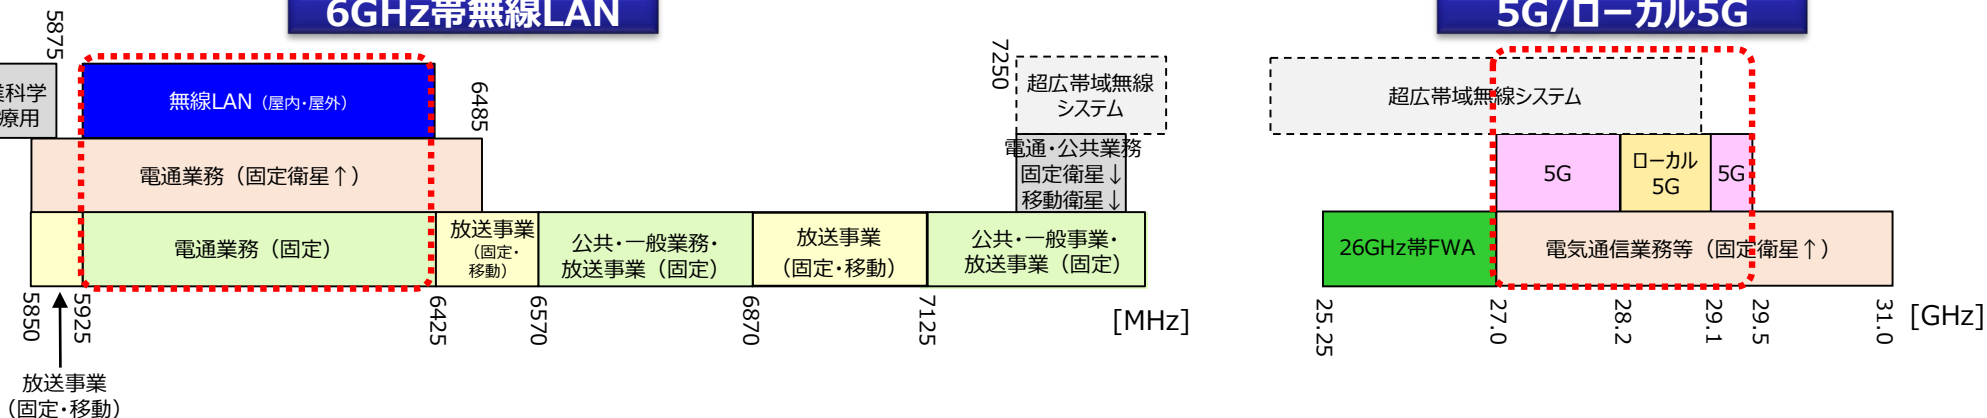 6GHz帯無線LAN
5875
業科学
療用
無線LAN（屋内・屋外）
6485
電通業務（固定衛星↑）
電通業務（固定）
放送事業
（固定・
移動）
公共・一般業務・
放送事業（固定）
放送事業
（固定・移動）
公共・一般事業・
放送事業（固定）
7250
超広帯域無線
システム
電通・公共業務
固定衛星↓
移動衛星↓
5850
5925
6425
6570
6870
7125
[MHz]
放送事業
（固定・移動）
5G/ローカル5G
超広帯域無線システム
5G
ローカル
5G
5G
26GHz帯FWA
電気通信業務等（固定衛星↑）
25.25
27.0
28.2
29.1
29.5
31.0
[GHz]